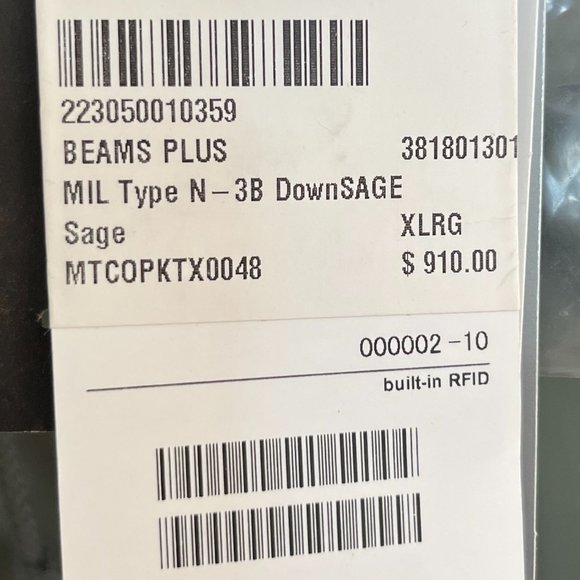 223050010359
BEAMS PLUS 381801301
MIL Type N-3B DownSAGE
Sage XLRG
MTCOPKTX0048 $ 910.00
000002-10
built-in RFID